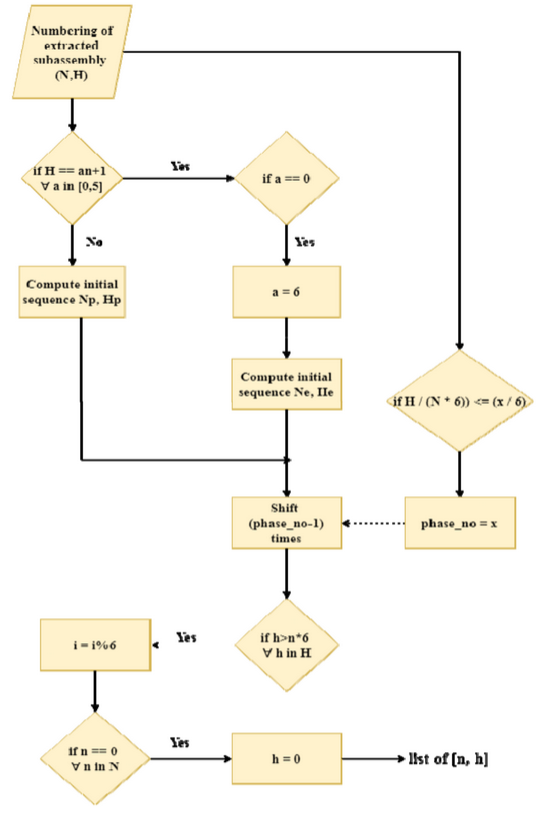 Numbering of
extracted
subassembly
(N,H)
if H == an+1
∀ a in [0,5]
Yes
if a == 0
No
Yes
Compute initial
sequence Np, Hp
a = 6
Compute initial
sequence Ne, He
if H / (N * 6)) <= (x / 6)
Shift
(phase_no-1)
times
phase_no = x
if h>n*6
∀ h in H
Yes
i = i%6
if n == 0
∀ n in N
Yes
h = 0
list of [n, h]